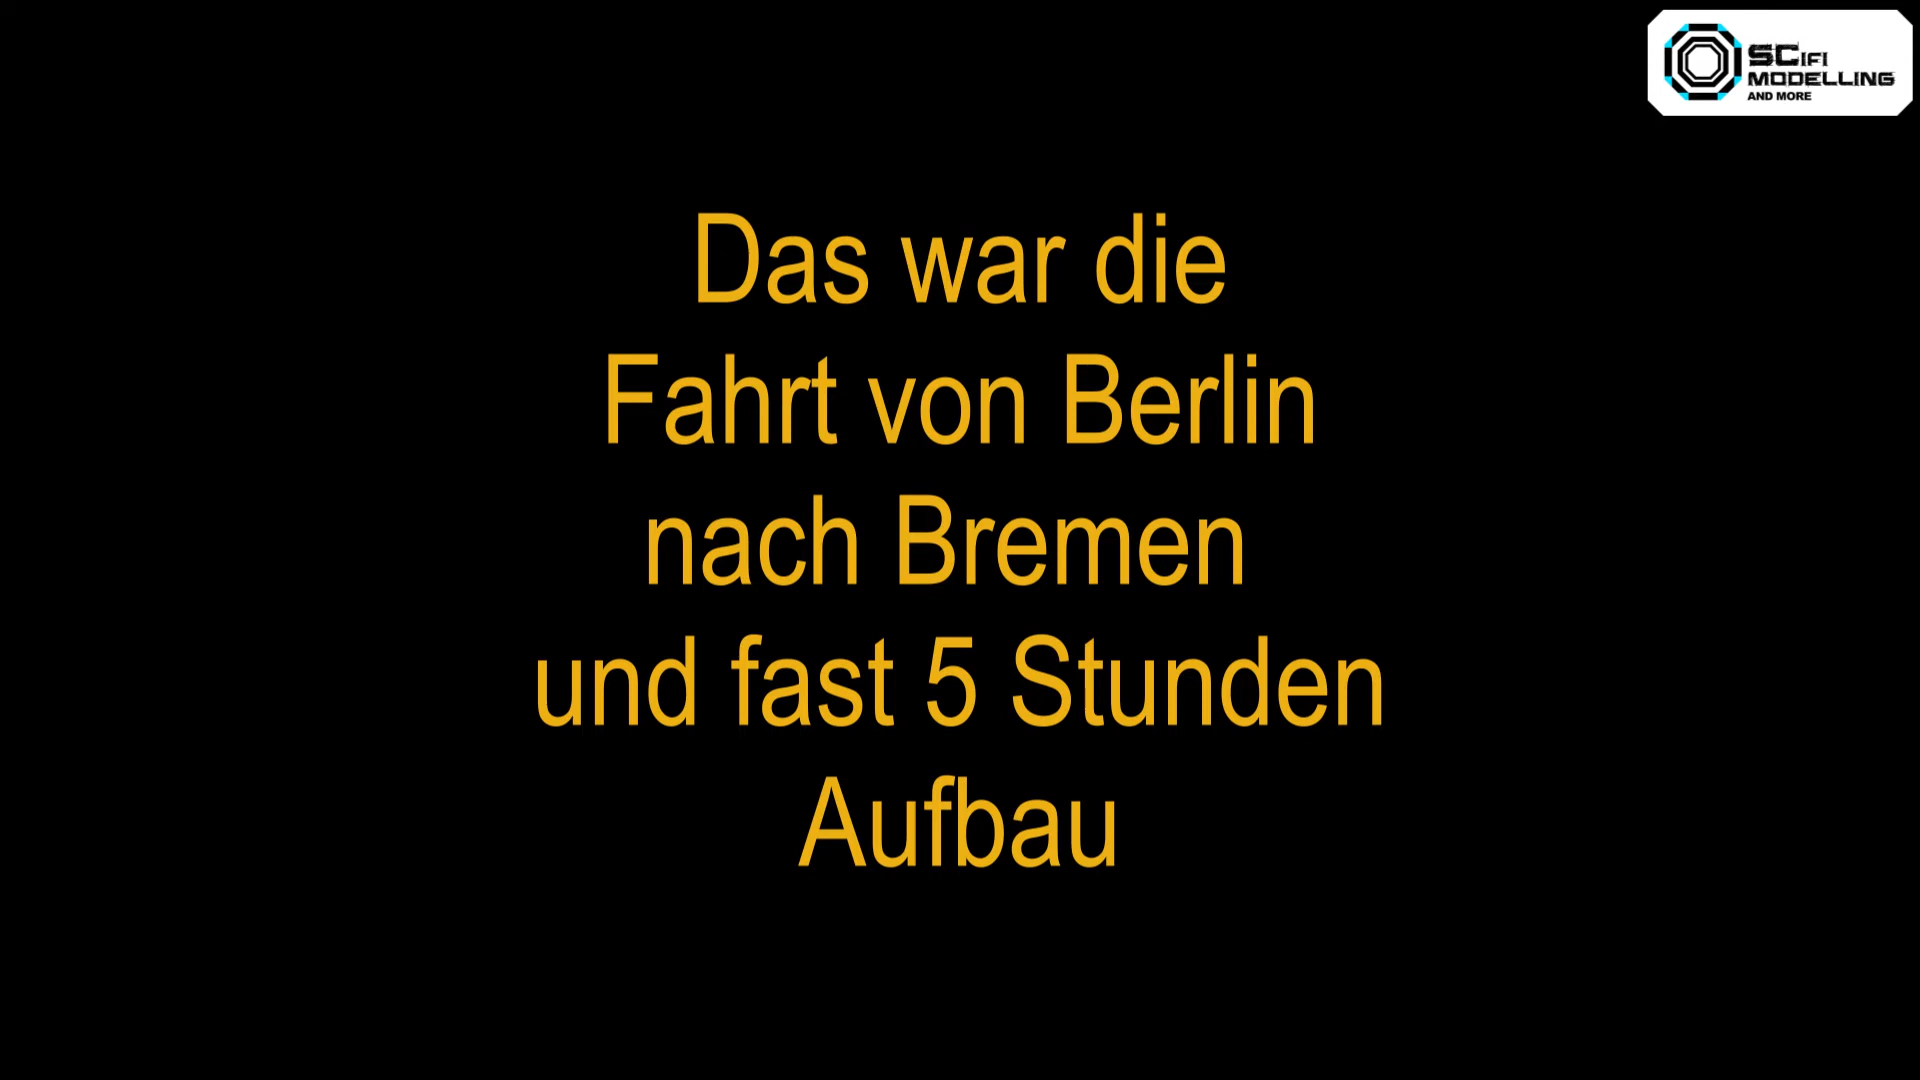 SCIFI
MODELLING
AND MORE
Das war die
Fahrt von Berlin
nach Bremen
und fast 5 Stunden
Aufbau